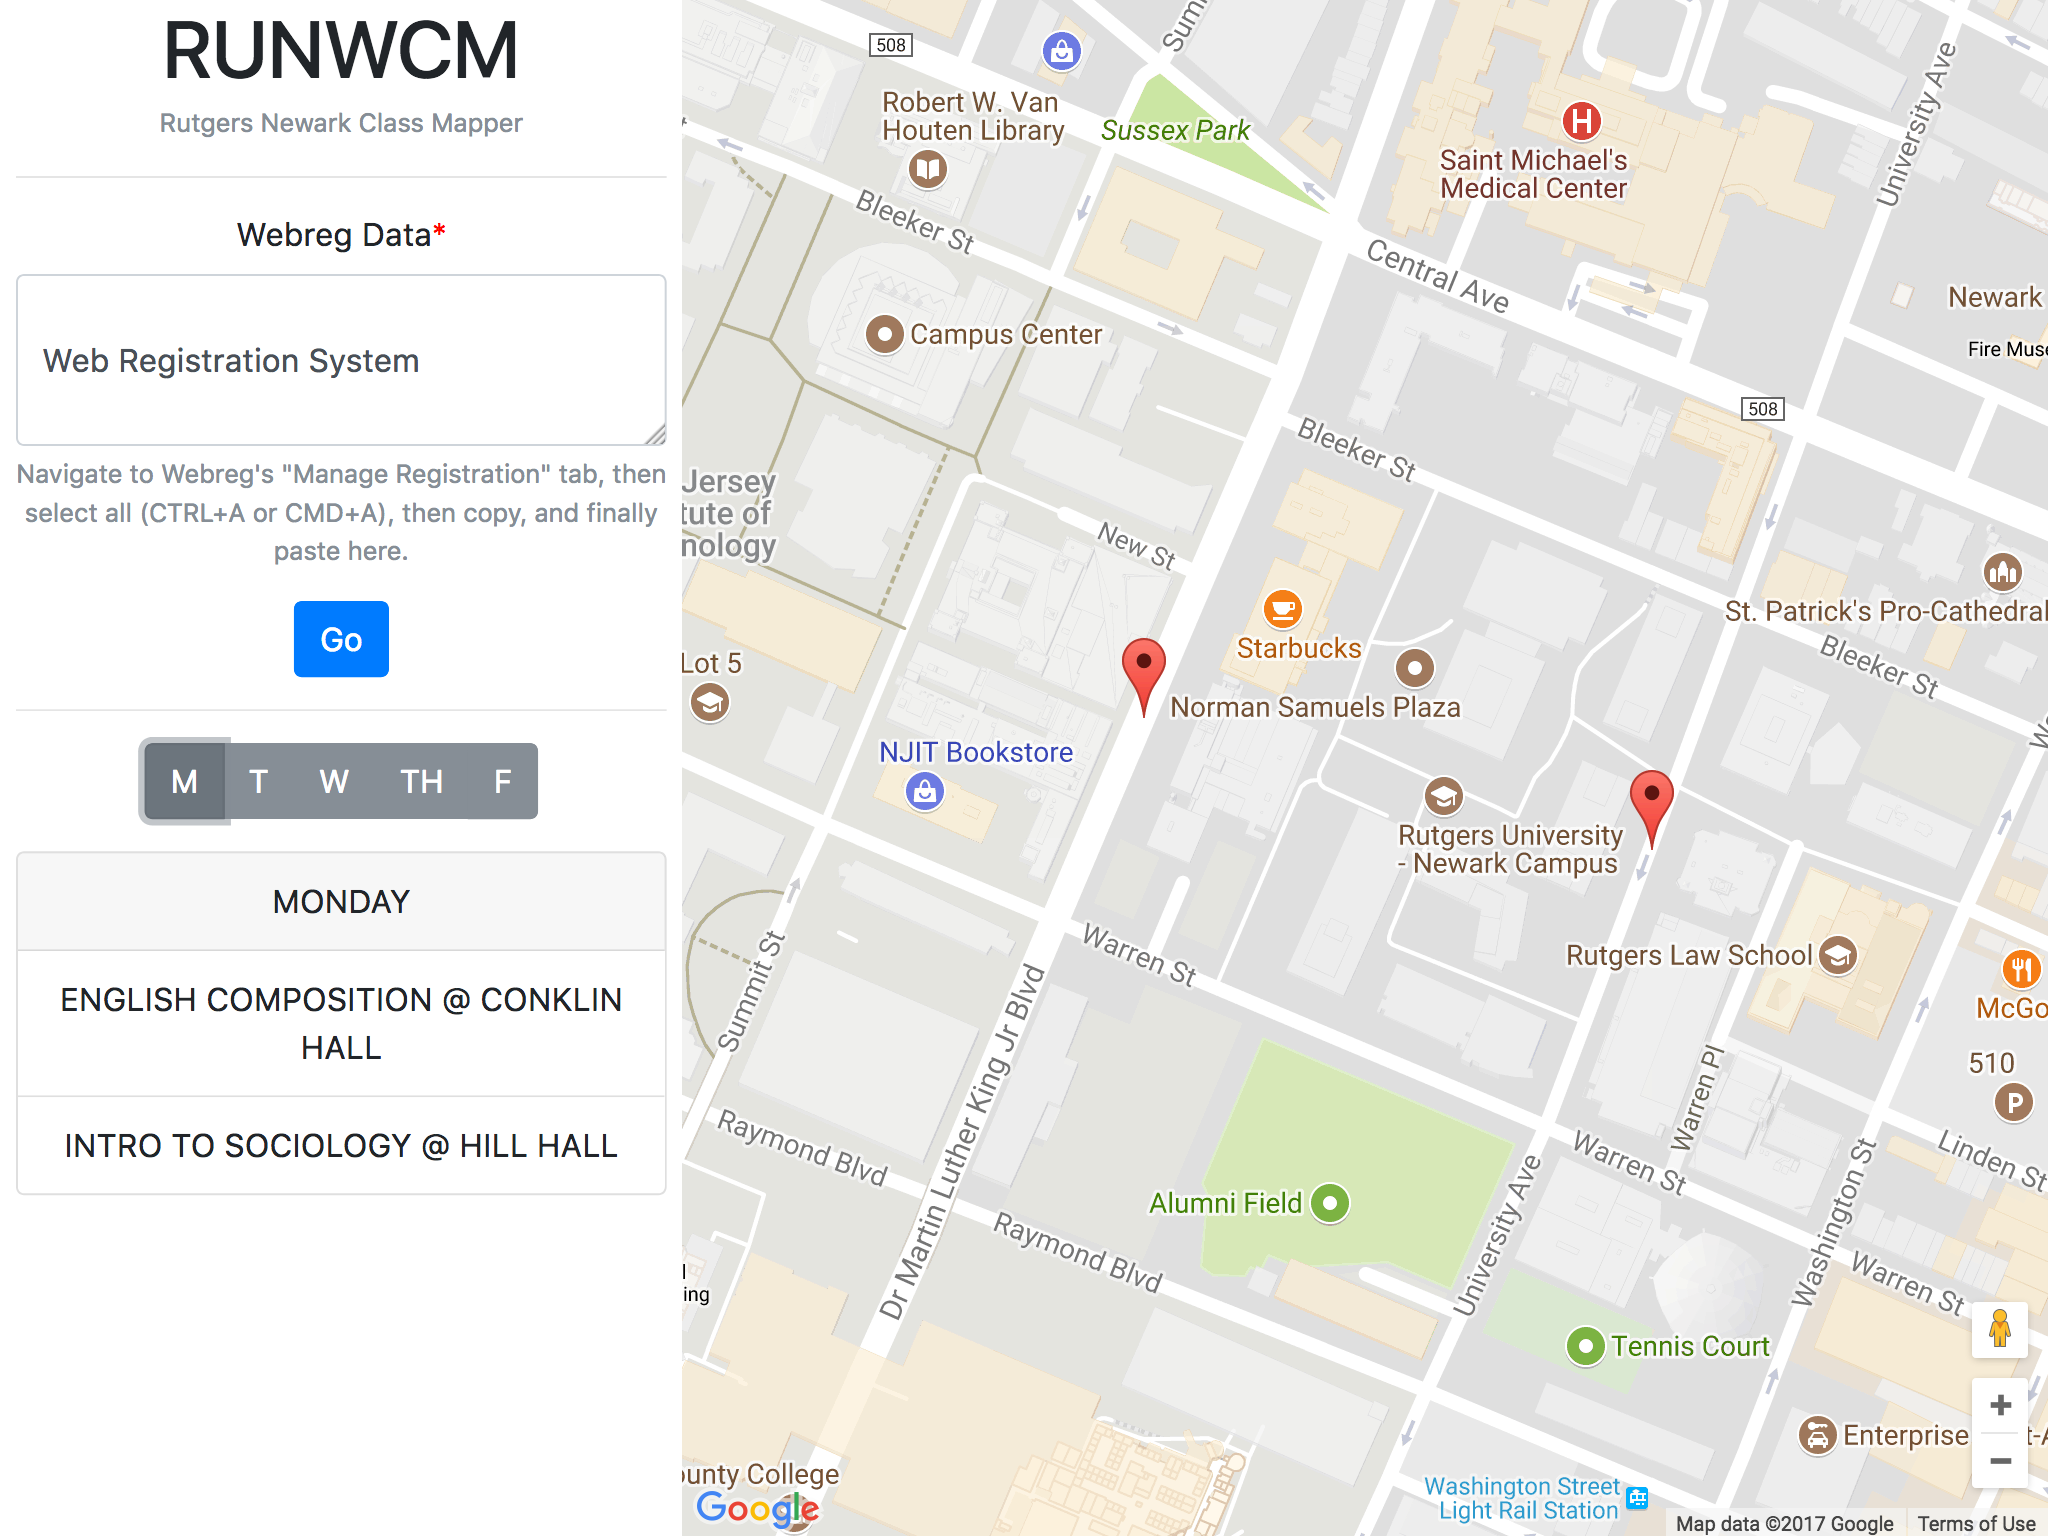 RUNWCM
Rutgers Newark Class Mapper
Webreg Data*
Web Registration System
Navigate to Webreg's "Manage Registration" tab, then
select all (CTRL+A or CMD+A), then copy, and finally
paste here.
Go
M T W TH F
MONDAY
ENGLISH COMPOSITION @ CONKLIN
HALL
INTRO TO SOCIOLOGY @ HILL HALL
508
Robert W. Van
Houten Library
Sussex Park
Saint Michael's
Medical Center
University Ave
Bleeker St
Central Ave
Newark
Fire Muse
Campus Center
508
Bleeker St
Jersey
tute of
nology
New St
Starbucks
St. Patrick's Pro-Cathedral
Bleeker St
Lot 5
Norman Samuels Plaza
NJIT Bookstore
Rutgers University
- Newark Campus
Warren St
Rutgers Law School
McGo
Summit St
Dr Martin Luther King Jr Blvd
510
P
Warren Pl
Linden St
Raymond Blvd
Warren St
Washington St
Alumni Field
University Ave
Raymond Blvd
Warren St
ing
Tennis Court
Enterprise
ounty College
Google
Washington Street
Light Rail Station
Map data ©2017 Google
Terms of Use